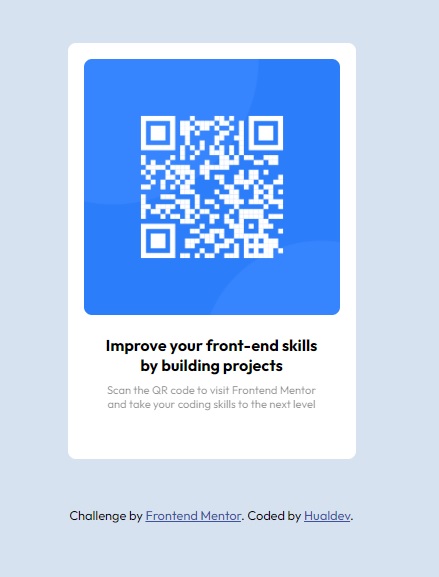 Improve your front-end skills
by building projects
Scan the QR code to visit Frontend Mentor
and take your coding skills to the next level
Challenge by Frontend Mentor. Coded by Hualdev.